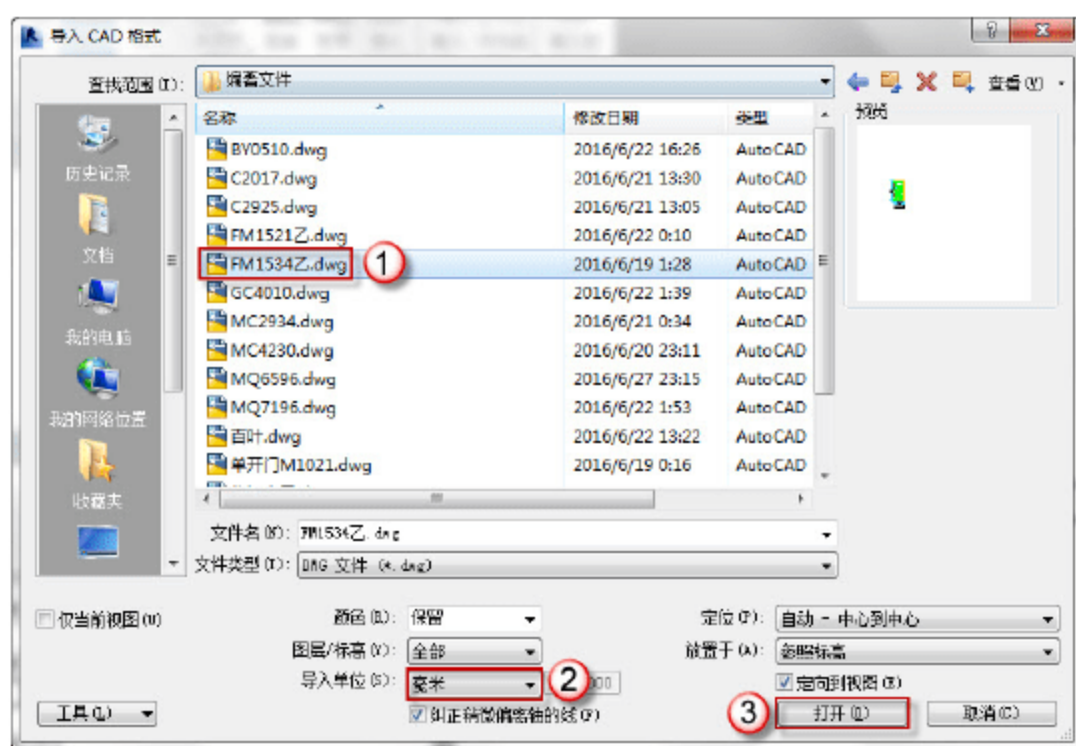 导入 CAD 格式
查找范围(I): 编著文件 查看(V)
名称 修改日期 类型 预览
BY0510.dwg 2016/6/22 16:26 AutoCAD
C2017.dwg 2016/6/21 13:30 AutoCAD
历史记录
C2925.dwg 2016/6/21 13:05 AutoCAD
FM1521乙.dwg 2016/6/22 0:10 AutoCAD
文档
FM1534乙.dwg 1 2016/6/19 1:28 AutoCAD
GC4010.dwg 2016/6/22 1:39 AutoCAD
MC2934.dwg 2016/6/21 0:34 AutoCAD
我的电脑
MC4230.dwg 2016/6/20 23:11 AutoCAD
MQ6596.dwg 2016/6/27 23:15 AutoCAD
MQ7196.dwg 2016/6/22 1:53 AutoCAD
我的网络位置
百叶.dwg 2016/6/22 13:22 AutoCAD
单开门M1021.dwg 2016/6/19 0:16 AutoCAD
收藏夹
文件名(N): FM1534乙.dwg
文件类型(T): DWG 文件 (*.dwg)
仅当前视图(U) 颜色(R): 保留 定位(P): 自动 - 中心到中心
图层/标高(Y): 全部 放置于(A): 参照标高
导入单位(S): 毫米 2 定向到视图(E)
工具(L) 纠正稍微偏离轴的线(F) 3 打开(O) 取消(C)